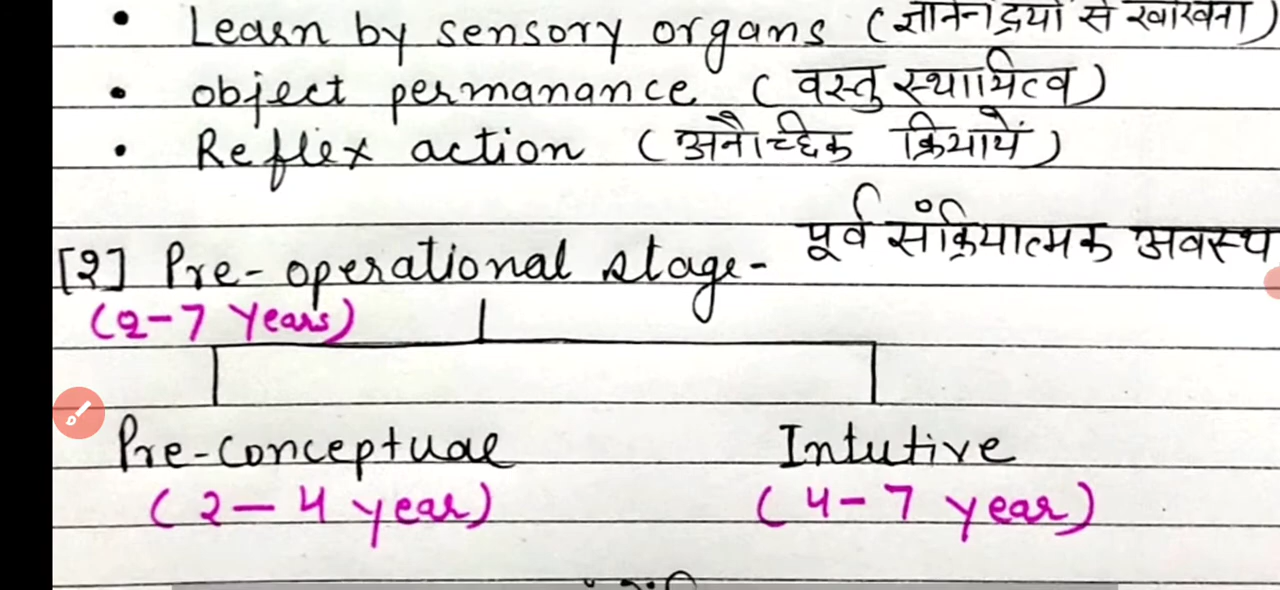 • Learn by sensory organs (ज्ञानेन्द्रियों से सीखना)
• object permanance (वस्तु स्थायित्व)
• Reflex action (अनैच्छिक क्रियायें)
[2] Pre-operational stage- पूर्व संक्रियात्मक अवस्थ
(2-7 Years)
Pre-conceptual Intutive
(2-4 year) (4-7 year)